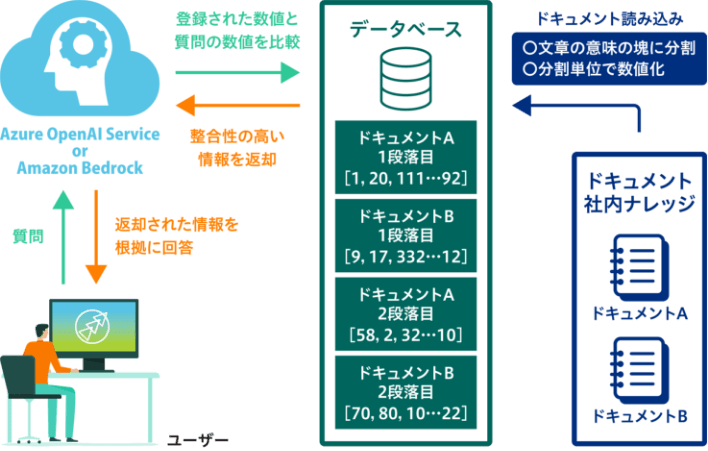 登録された数値と
質問の数値を比較
Azure OpenAI Service
or
Amazon Bedrock
整合性の高い
情報を返却
質問
返却された情報を
根拠に回答
ユーザー
データベース
ドキュメントA
1段落目
[1, 20, 111…92]
ドキュメントB
1段落目
[9, 17, 332…12]
ドキュメントA
2段落目
[58, 2, 32…10]
ドキュメントB
2段落目
[70, 80, 10…22]
ドキュメント読み込み
〇文章の意味の塊に分割
〇分割単位で数値化
ドキュメント
社内ナレッジ
ドキュメントA
ドキュメントB